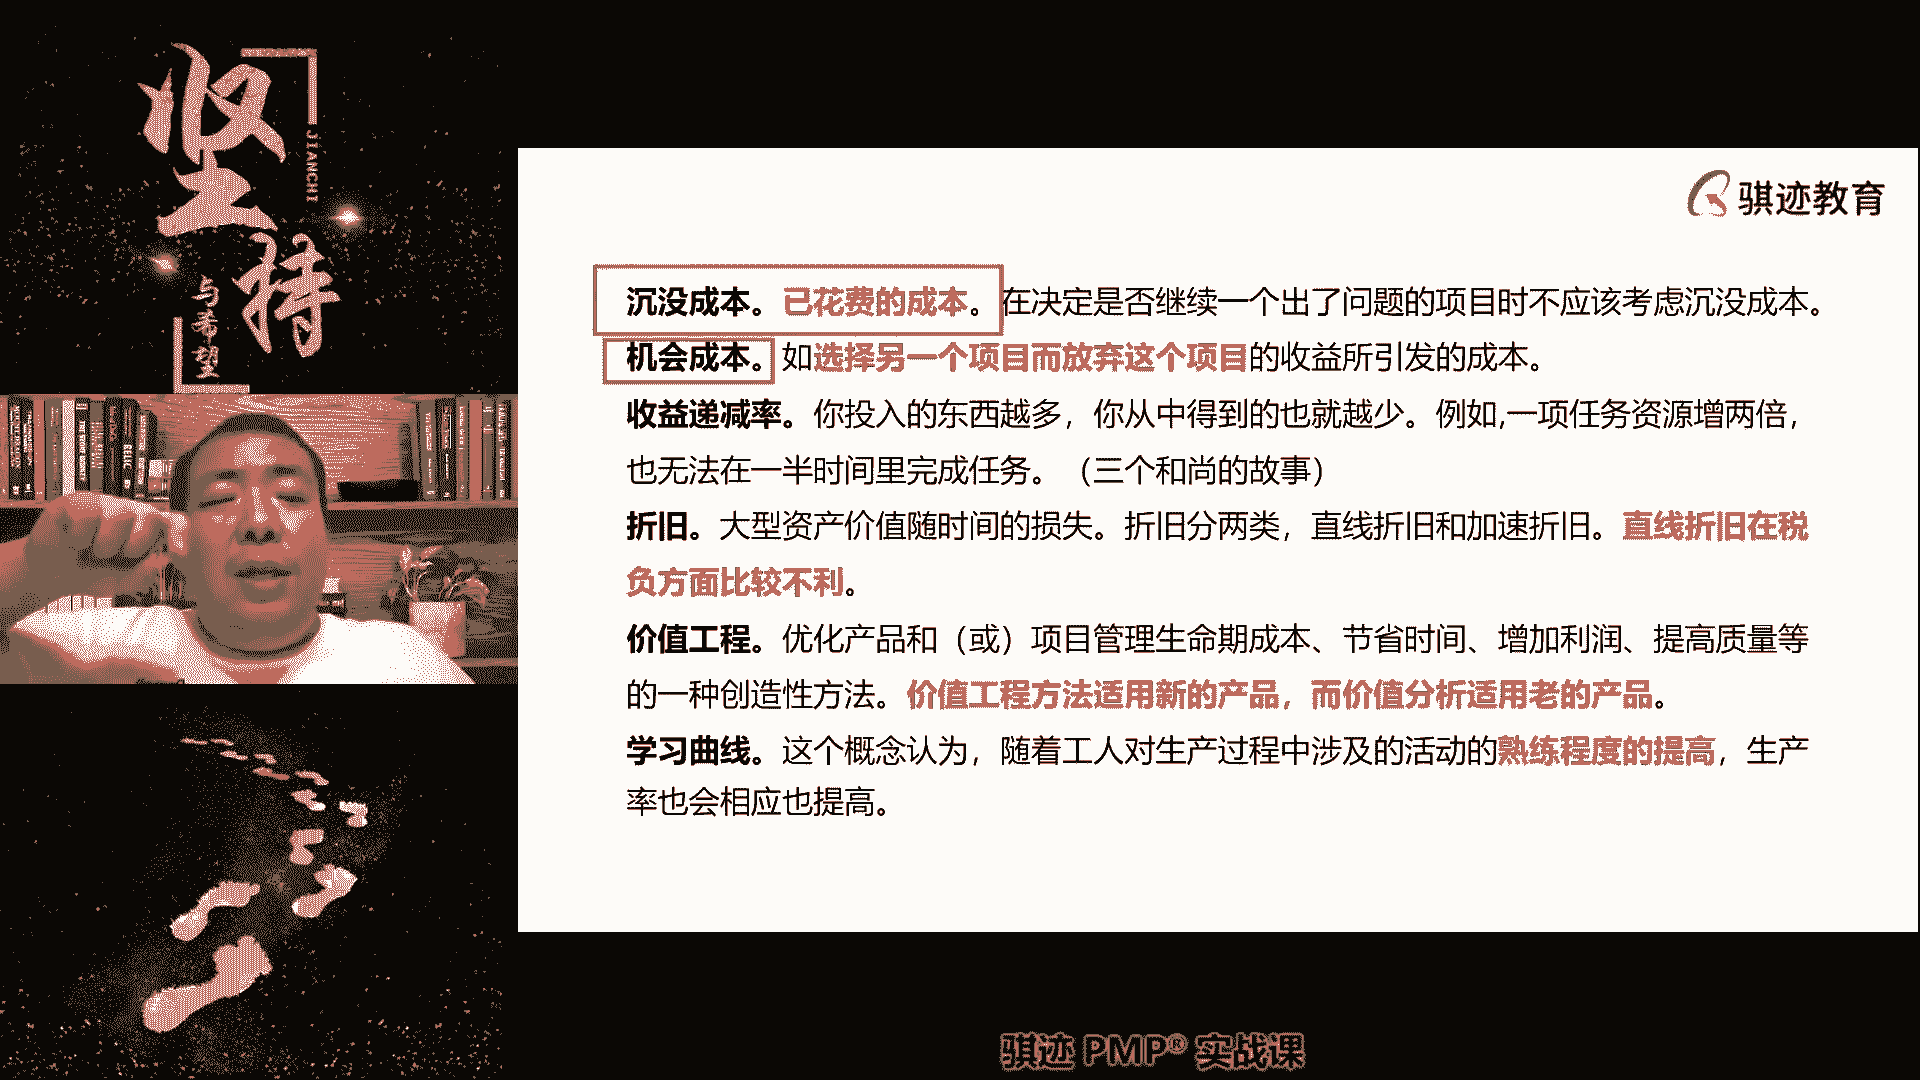 坚持
JIANCHI
与希望
骐迹教育
沉没成本。已花费的成本。在决定是否继续一个出了问题的项目时不应该考虑沉没成本。
机会成本。如选择另一个项目而放弃这个项目的收益所引发的成本。
收益递减率。你投入的东西越多，你从中得到的也就越少。例如,一项任务资源增两倍，
也无法在一半时间里完成任务。（三个和尚的故事）
折旧。大型资产价值随时间的损失。折旧分两类，直线折旧和加速折旧。直线折旧在税
负方面比较不利。
价值工程。优化产品和（或）项目管理生命期成本、节省时间、增加利润、提高质量等
的一种创造性方法。价值工程方法适用新的产品，而价值分析适用老的产品。
学习曲线。这个概念认为，随着工人对生产过程中涉及的活动的熟练程度的提高，生产
率也会相应也提高。
骐迹 PMP® 实战课